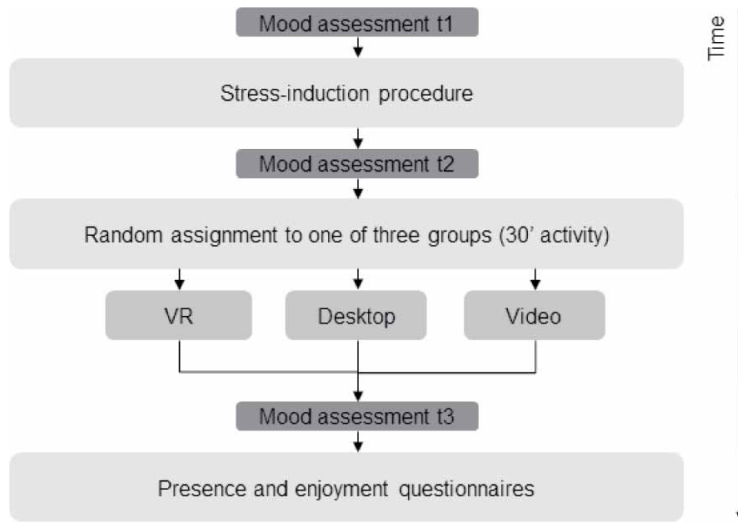 Mood assessment t1
Time
Stress-induction procedure
Mood assessment t2
Random assignment to one of three groups (30’ activity)
VR
Desktop
Video
Mood assessment t3
Presence and enjoyment questionnaires